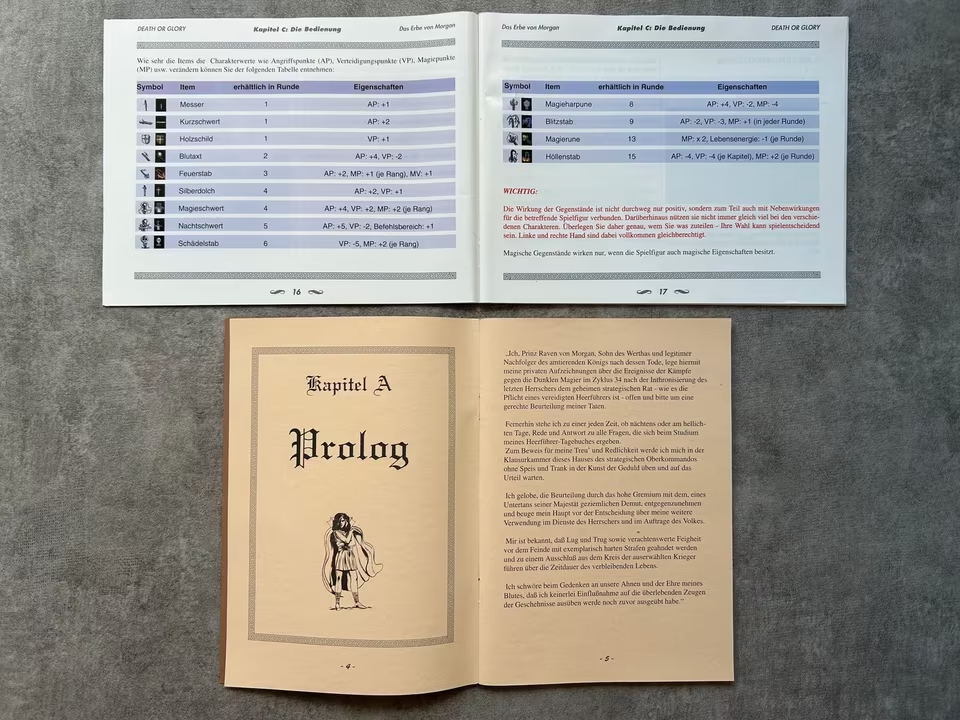 DEATH OR GLORY Kapitel C: Die Bedienung Das Erbe von Morgan
Wie sehr die Items die Charakterwerte wie Angriffspunkte (AP), Verteidigungspunkte (VP), Magiepunkte
(MP) usw. verändern können Sie der folgenden Tabelle entnehmen:
Symbol Item erhältlich in Runde Eigenschaften
Messer 1 AP: +1
Kurzschwert 1 AP: +2
Holzschild 1 VP: +1
Blutaxt 2 AP: +4, VP: -2
Feuerstab 3 AP: +2, MP: +1 (je Rang), MV: +1
Silberdolch 4 AP: +2, VP: +1
Magieschwert 4 AP: +4, VP: +2, MP: +2 (je Rang)
Nachtschwert 5 AP: +5, VP: -2, Befehlsbereich: +1
Schädelstab 6 VP: -5, MP: +2 (je Rang)
16
Das Erbe von Morgan Kapitel C: Die Bedienung DEATH OR GLORY
Symbol Item erhältlich in Runde Eigenschaften
Magieharpune 8 AP: +4, VP: -2, MP: -4
Blitzstab 9 AP: -2, VP: -3, MP: +1 (in jeder Runde)
Magierune 13 MP: x 2, Lebensenergie: -1 (je Runde)
Höllenstab 15 AP: -4, VP: -4 (je Kapitel), MP: +2 (je Runde)
WICHTIG:
Die Wirkung der Gegenstände ist nicht durchweg nur positiv, sondern zum Teil auch mit Nebenwirkungen
für die betreffende Spielfigur verbunden. Darüberhinaus nützen sie nicht immer gleich viel bei den verschie-
denen Charakteren. Überlegen Sie daher genau, wem Sie was zuteilen - Ihre Wahl kann spielentscheidend
sein. Linke und rechte Hand sind dabei vollkommen gleichberechtigt.
Magische Gegenstände wirken nur, wenn die Spielfigur auch magische Eigenschaften besitzt.
17
Kapitel A
Prolog
- 4 -
„Ich, Prinz Raven von Morgan, Sohn des Werthas und legitimer
Nachfolger des amtierenden Königs nach dessen Tode, lege hiermit
meine privaten Aufzeichnungen über die Ereignisse der Kämpfe
gegen die Dunklen Magier im Zyklus 34 nach der Inthronisierung des
letzten Herrschers dem geheimen strategischen Rat - wie es die
Pflicht eines vereidigten Heerführers ist - offen und bitte um eine
gerechte Beurteilung meiner Taten.
Fernerhin stehe ich zu einer jeden Zeit, ob nächtens oder am hellich-
ten Tage, Rede und Antwort zu alle Fragen, die sich beim Studium
meines Heerführer-Tagebuches ergeben.
Zum Beweis für meine Treu' und Redlichkeit werde ich mich in der
Klausurkammer dieses Hauses des strategischen Oberkommandos
ohne Speis und Trank in der Kunst der Geduld üben und auf das
Urteil warten.
Ich gelobe, die Beurteilung durch das hohe Gremium mit dem, eines
Untertans seiner Majestät geziemlichen Demut, entgegenzunehmen
und beuge mein Haupt vor der Entscheidung über meine weitere
Verwendung im Dienste des Herrschers und im Auftrage des Volkes.
Mir ist bekannt, daß Lug und Trug sowie verachtenswerte Feigheit
vor dem Feinde mit exemplarisch harten Strafen geahndet werden
und zu einem Ausschluß aus dem Kreis der auserwählten Krieger
führen über die Zeitdauer des verbleibenden Lebens.
Ich schwöre beim Gedenken an unsere Ahnen und der Ehre meines
Blutes, daß ich keinerlei Einflußnahme auf die überlebenden Zeugen
der Geschehnisse ausüben werde noch zuvor ausgeübt habe.“
- 5 -